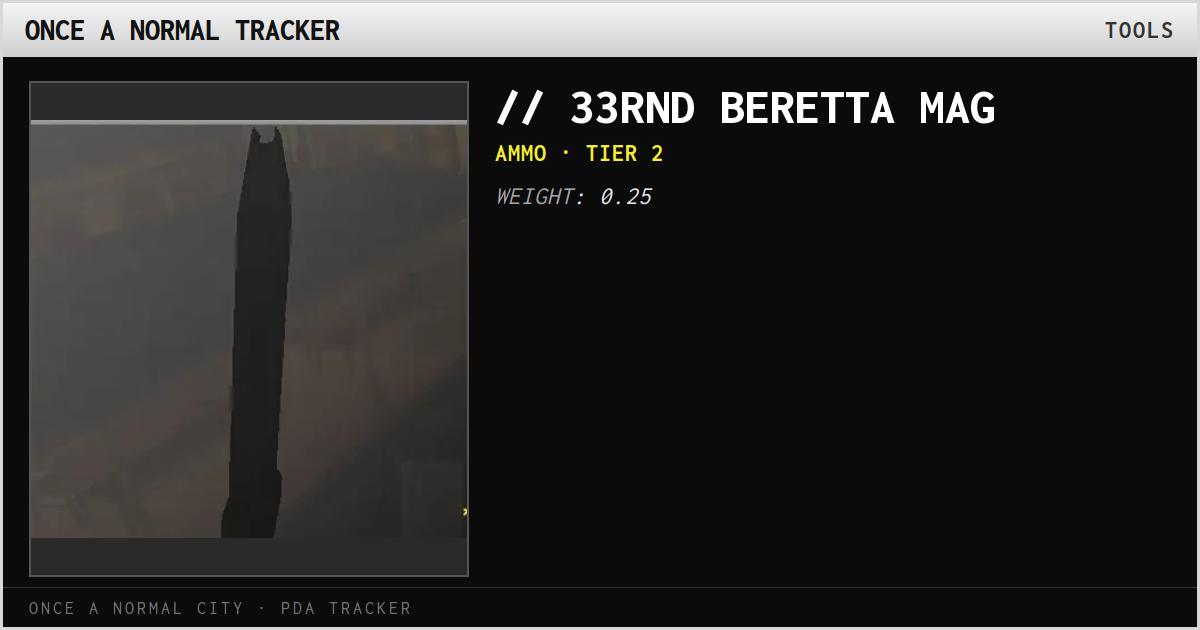 ONCE A NORMAL TRACKER
TOOLS
// 33RND BERETTA MAG
AMMO · TIER 2
WEIGHT: 0.25
ONCE A NORMAL CITY · PDA TRACKER